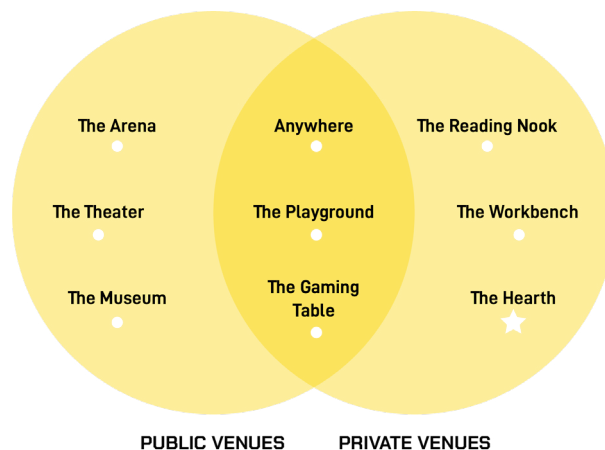 The Arena
Anywhere
The Reading Nook
The Theater
The Playground
The Workbench
The Museum
The Gaming
Table
The Hearth
PUBLIC VENUES
PRIVATE VENUES